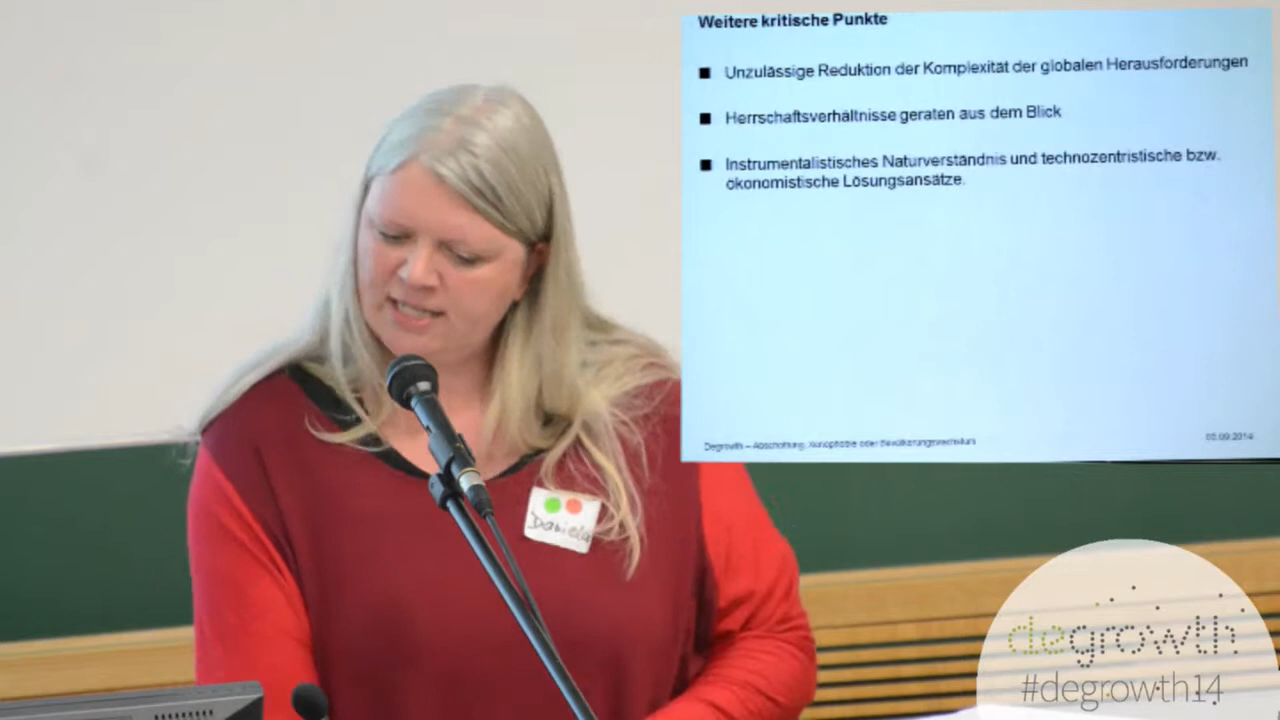 Weitere kritische Punkte
Unzulässige Reduktion der Komplexität der globalen Herausforderungen
Herrschaftsverhältnisse geraten aus dem Blick
Instrumentalistisches Naturverständnis und technozentristische bzw.
ökonomistische Lösungsansätze.
Degrowth – Abschottung, Xenophobie oder Bevölkerungswachstum
05.09.2014
Daniela
degrowth
#degrowth14